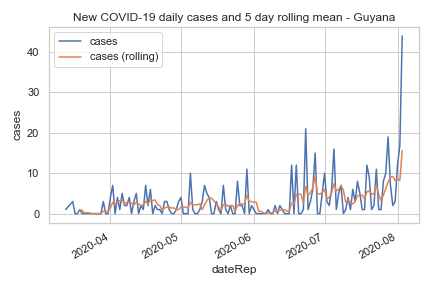 New COVID-19 daily cases and 5 day rolling mean - Guyana
cases
cases (rolling)
cases
40
30
20
10
0
2020-04
2020-05
2020-06
2020-07
2020-08
dateRep